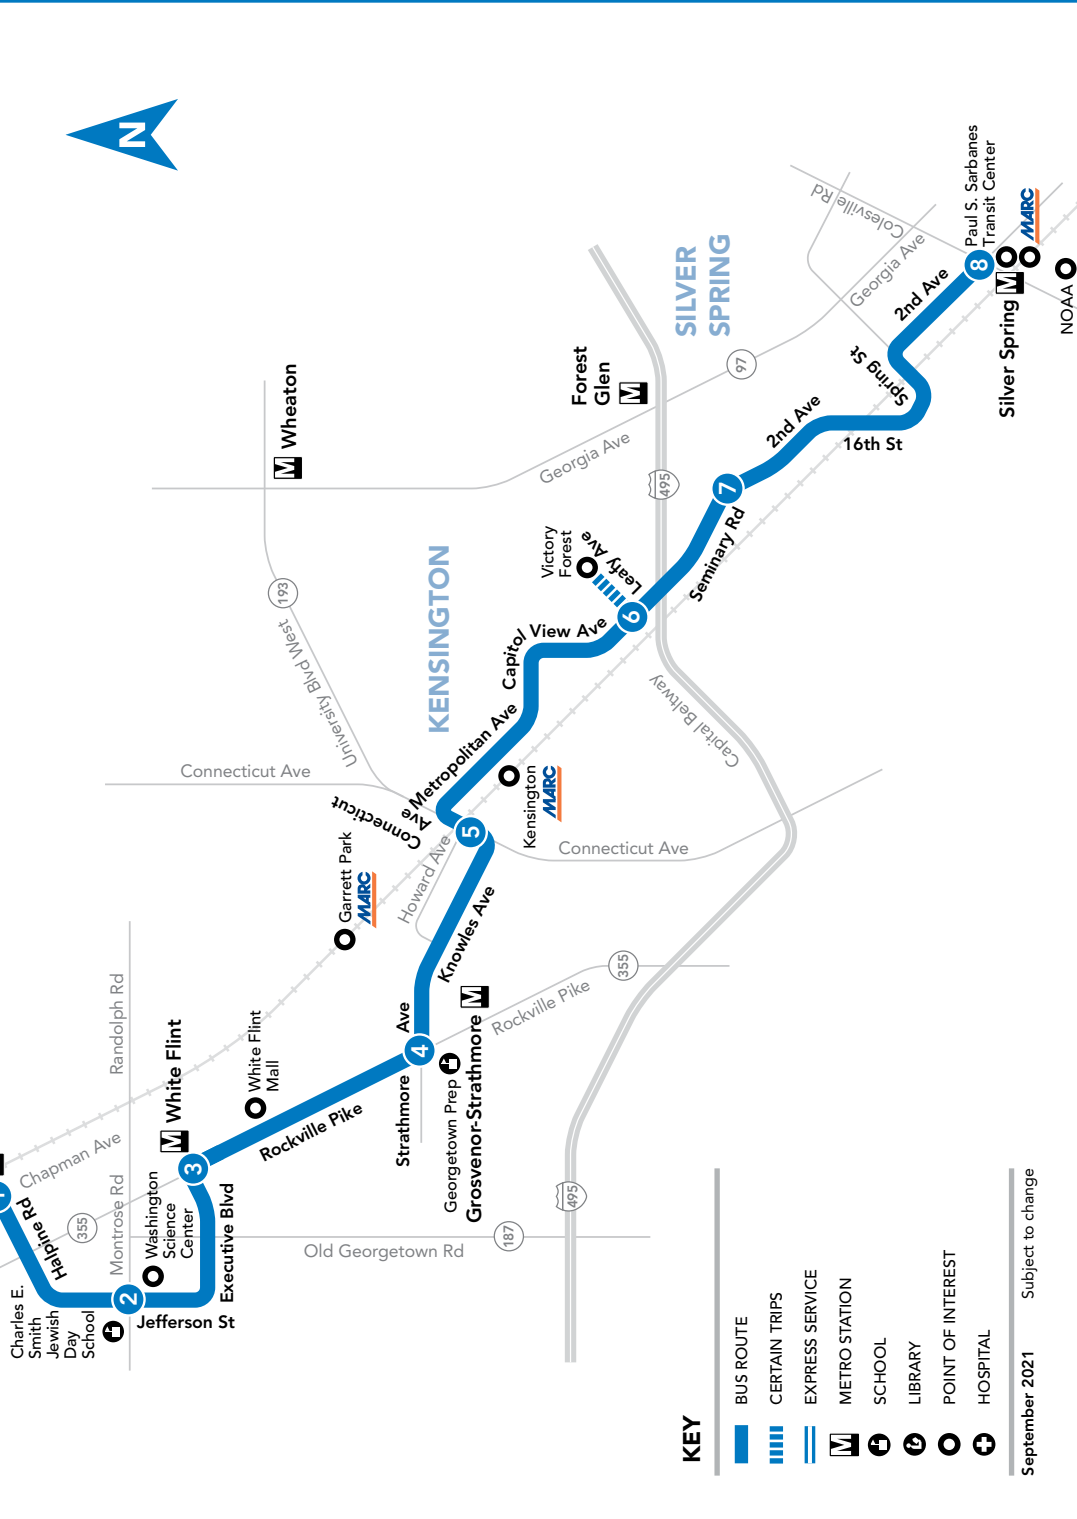 N
Paul S. Sarbanes
Transit Center
MARC
Colesville Rd
Georgia Ave
8
M
Silver Spring
NOAA
2nd Ave
Spring St
16th St
2nd Ave
SILVER
SPRING
97
Forest
Glen
M
Georgia Ave
495
7
Seminary Rd
M
Wheaton
193
University Blvd West
KENSINGTON
Victory
Forest
Leafy Ave
6
Capitol View Ave
Capital Beltway
Metropolitan Ave
Connecticut Ave
Connecticut
Ave
5
Kensington
MARC
Connecticut Ave
Howard Ave
Garrett Park
MARC
Knowles Ave
355
Rockville Pike
Randolph Rd
M
White Flint
White Flint
Mall
Strathmore Ave
4
Georgetown Prep
Grosvenor-Strathmore
M
Rockville Pike
3
Chapman Ave
355
Halpine Rd
Montrose Rd
Washington
Science
Center
Executive Blvd
Old Georgetown Rd
187
495
2
Jefferson St
Charles E.
Smith
Jewish
Day
School
KEY
BUS ROUTE
CERTAIN TRIPS
EXPRESS SERVICE
M
METRO STATION
SCHOOL
LIBRARY
POINT OF INTEREST
HOSPITAL
September 2021
Subject to change